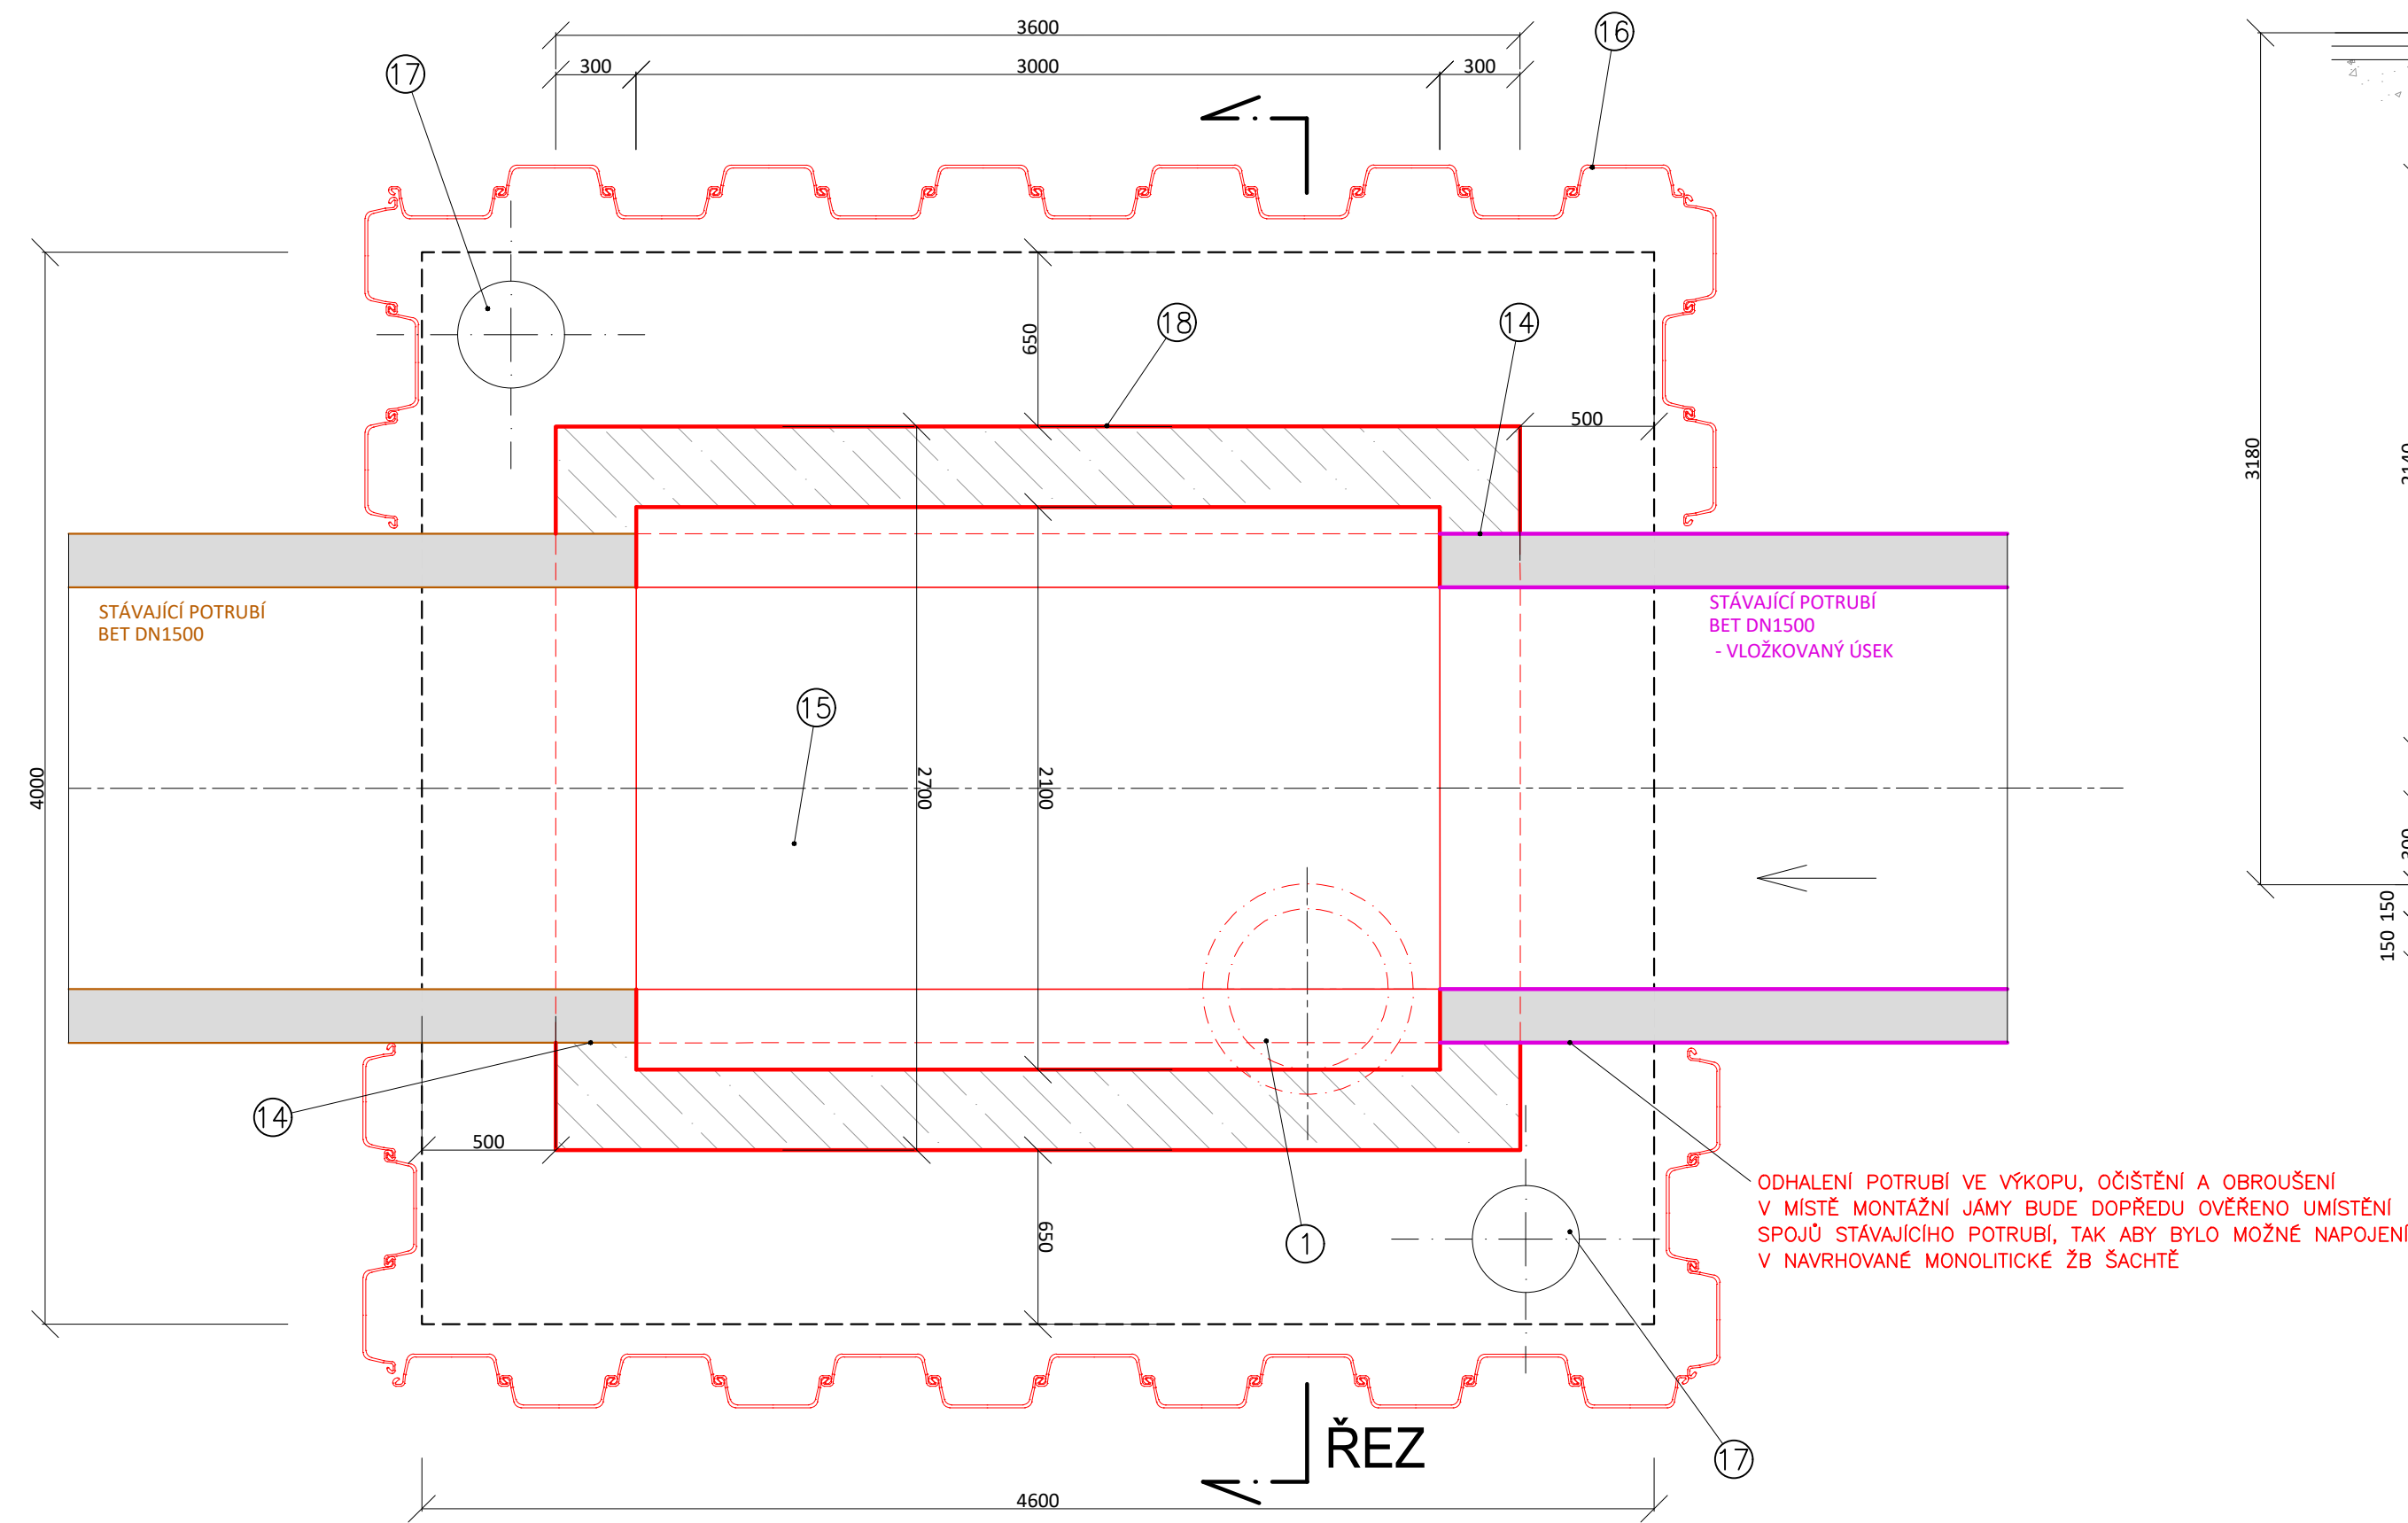 3600
16
300
3000
300
17
650
18
14
500
3180
STÁVAJÍCÍ POTRUBÍ
BET DN1500
STÁVAJÍCÍ POTRUBÍ
BET DN1500
- VLOŽKOVANÝ ÚSEK
15
4000
2700
2100
150 150
14
500
650
1
ODHALENÍ POTRUBÍ VE VÝKOPU, OČIŠTĚNÍ A OBROUŠENÍ
V MÍSTĚ MONTÁŽNÍ JÁMY BUDE DOPŘEDU OVĚŘENO UMÍSTĚNÍ
SPOJŮ STÁVAJÍCÍHO POTRUBÍ, TAK ABY BYLO MOŽNÉ NAPOJENÍ
V NAVRHOVANÉ MONOLITICKÉ ŽB ŠACHTĚ
ŘEZ
17
4600